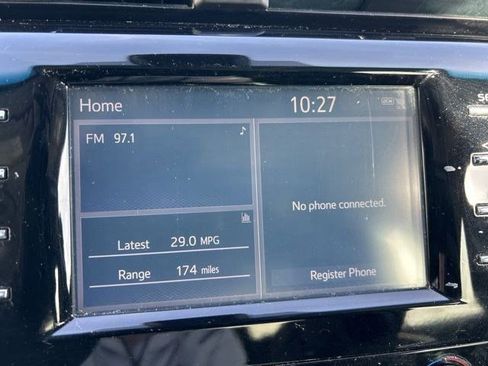 Home 10:27
FM 97.1
Latest 29.0 MPG
Range 174 miles
No phone connected.
Register Phone